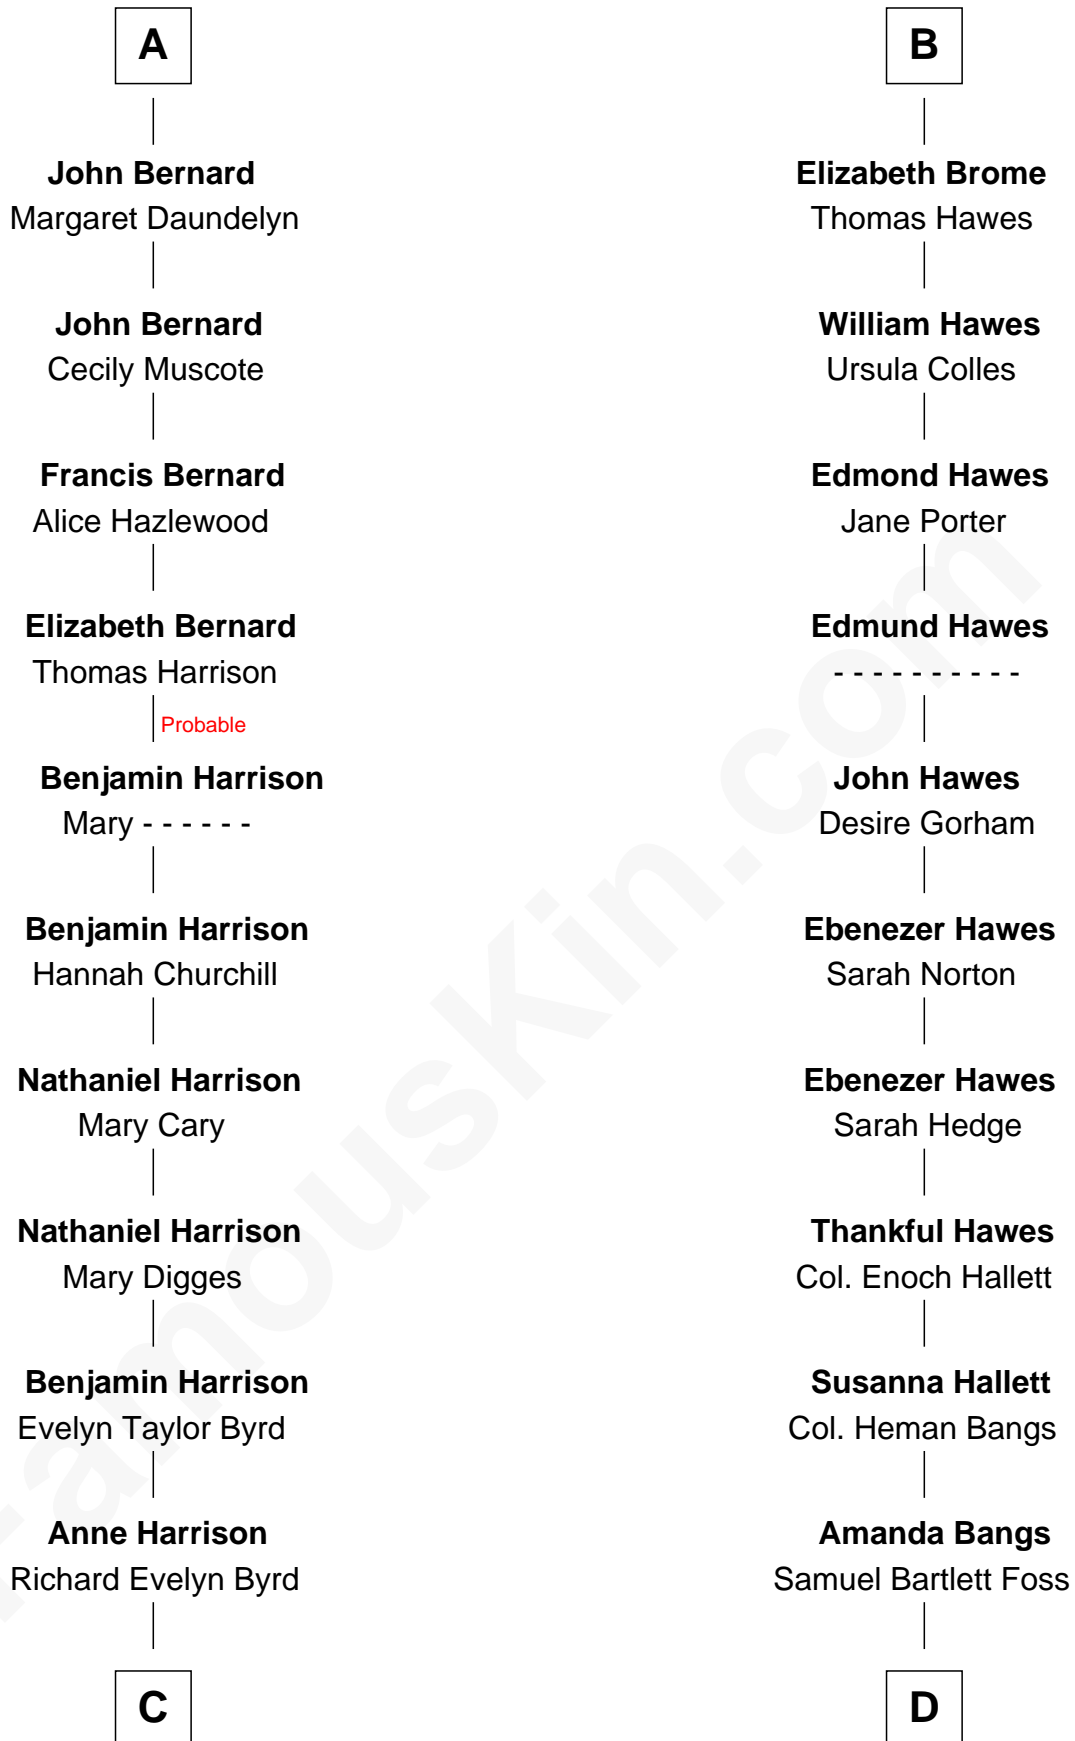 A
John Bernard
Margaret Daundelyn
John Bernard
Cecily Muscote
Francis Bernard
Alice Hazlewood
Elizabeth Bernard
Thomas Harrison
Probable
Benjamin Harrison
Mary - - - - - -
Benjamin Harrison
Hannah Churchill
Nathaniel Harrison
Mary Cary
Nathaniel Harrison
Mary Digges
Benjamin Harrison
Evelyn Taylor Byrd
Anne Harrison
Richard Evelyn Byrd
C
B
Elizabeth Brome
Thomas Hawes
William Hawes
Ursula Colles
Edmond Hawes
Jane Porter
Edmund Hawes
- - - - - - - - - -
John Hawes
Desire Gorham
Ebenezer Hawes
Sarah Norton
Ebenezer Hawes
Sarah Hedge
Thankful Hawes
Col. Enoch Hallett
Susanna Hallett
Col. Heman Bangs
Amanda Bangs
Samuel Bartlett Foss
D
FamousKin.com